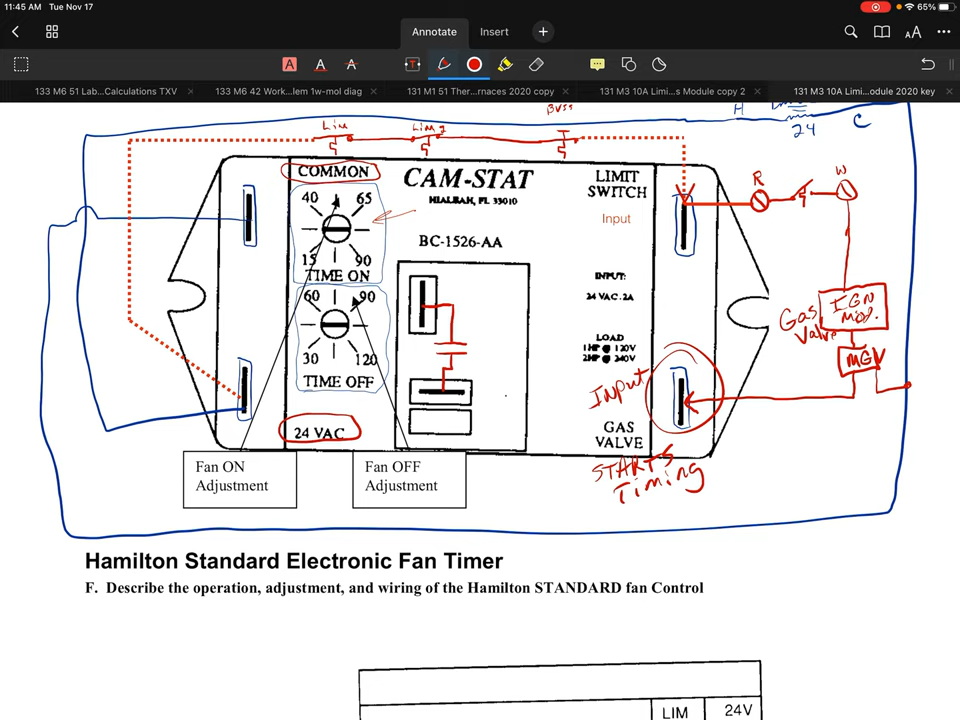 11:45 AM Tue Nov 17
65%
Annotate
Insert
133 M6 51 Lab...Calculations TXV
133 M6 42 Work...lem 1w-mol diag
131 M1 51 Ther...rnaces 2020 copy
131 M3 10A Limi...s Module copy 2
131 M3 10A Limi...odule 2020 key
BVSS
H
24
C
Lim
Lim 2
COMMON
40
65
15
90
TIME ON
60
90
30
120
TIME OFF
24 VAC
CAM-STAT
HIALEAH, FL 33010
BC-1526-AA
LIMIT
SWITCH
Input
INPUT:
24 VAC.2A
LOAD
1HP @ 120V
2HP @ 240V
INPUT
GAS
VALVE
STARTS
Timing
R
W
IGN
Mod.
Gas
Valve
MGV
Fan ON
Adjustment
Fan OFF
Adjustment
Hamilton Standard Electronic Fan Timer
F. Describe the operation, adjustment, and wiring of the Hamilton STANDARD fan Control
LIM
24V